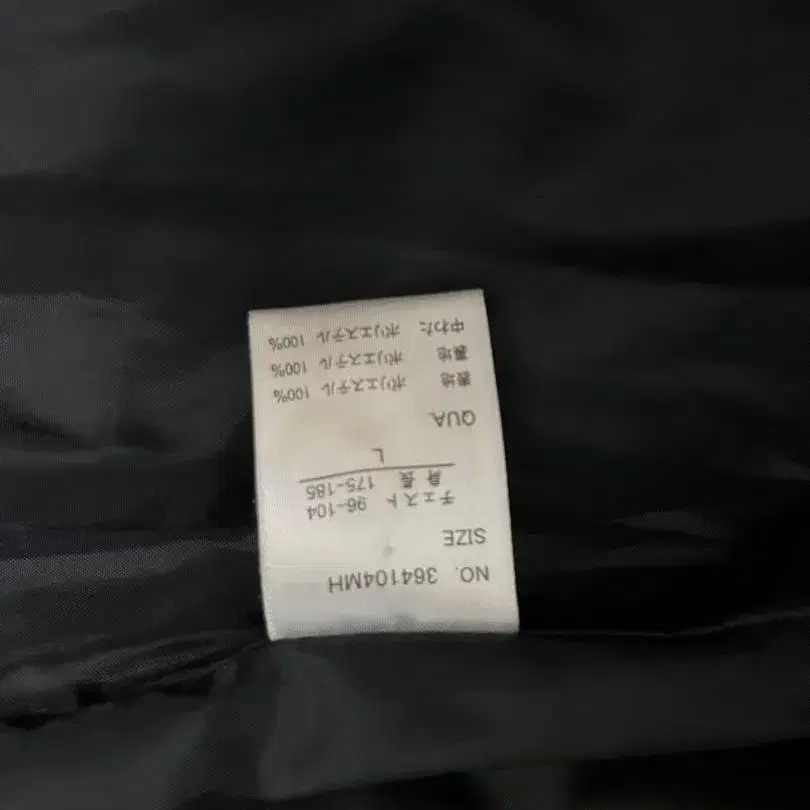 NO. 364104MH
SIZE
チェスト 96-104
身 長 175-185
L
QUA.
表地 ポリエステル 100%
裏地 ポリエステル 100%
中わた ポリエステル 100%